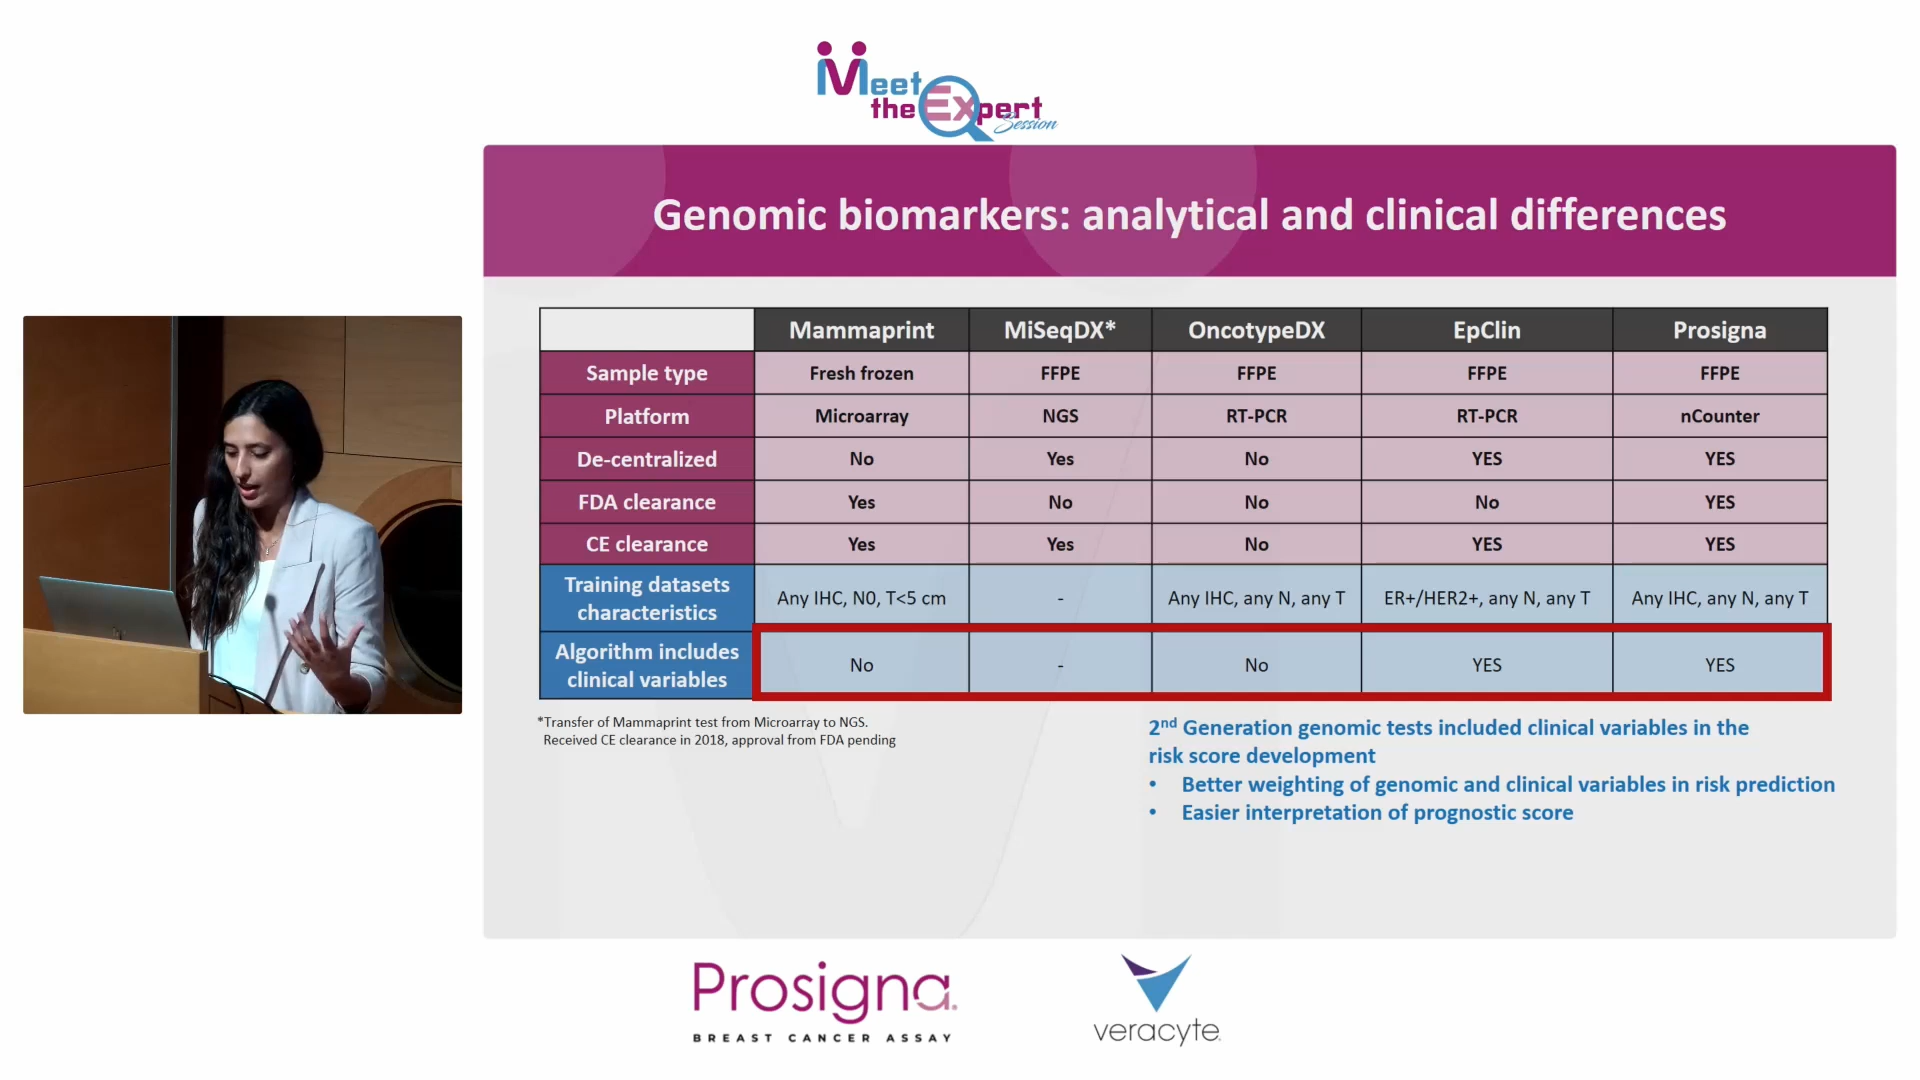 Meet
the Expert
Session
Genomic biomarkers: analytical and clinical differences
Mammaprint MiSeqDX* OncotypeDX EpClin Prosigna
Sample type Fresh frozen FFPE FFPE FFPE FFPE
Platform Microarray NGS RT-PCR RT-PCR nCounter
De-centralized No Yes No YES YES
FDA clearance Yes No No No YES
CE clearance Yes Yes No YES YES
Training datasets
characteristics Any IHC, N0, T<5 cm - Any IHC, any N, any T ER+/HER2+, any N, any T Any IHC, any N, any T
Algorithm includes
clinical variables No - No YES YES
*Transfer of Mammaprint test from Microarray to NGS.
Received CE clearance in 2018, approval from FDA pending
2nd Generation genomic tests included clinical variables in the
risk score development
• Better weighting of genomic and clinical variables in risk prediction
• Easier interpretation of prognostic score
Prosigna.
BREAST CANCER ASSAY
veracyte.